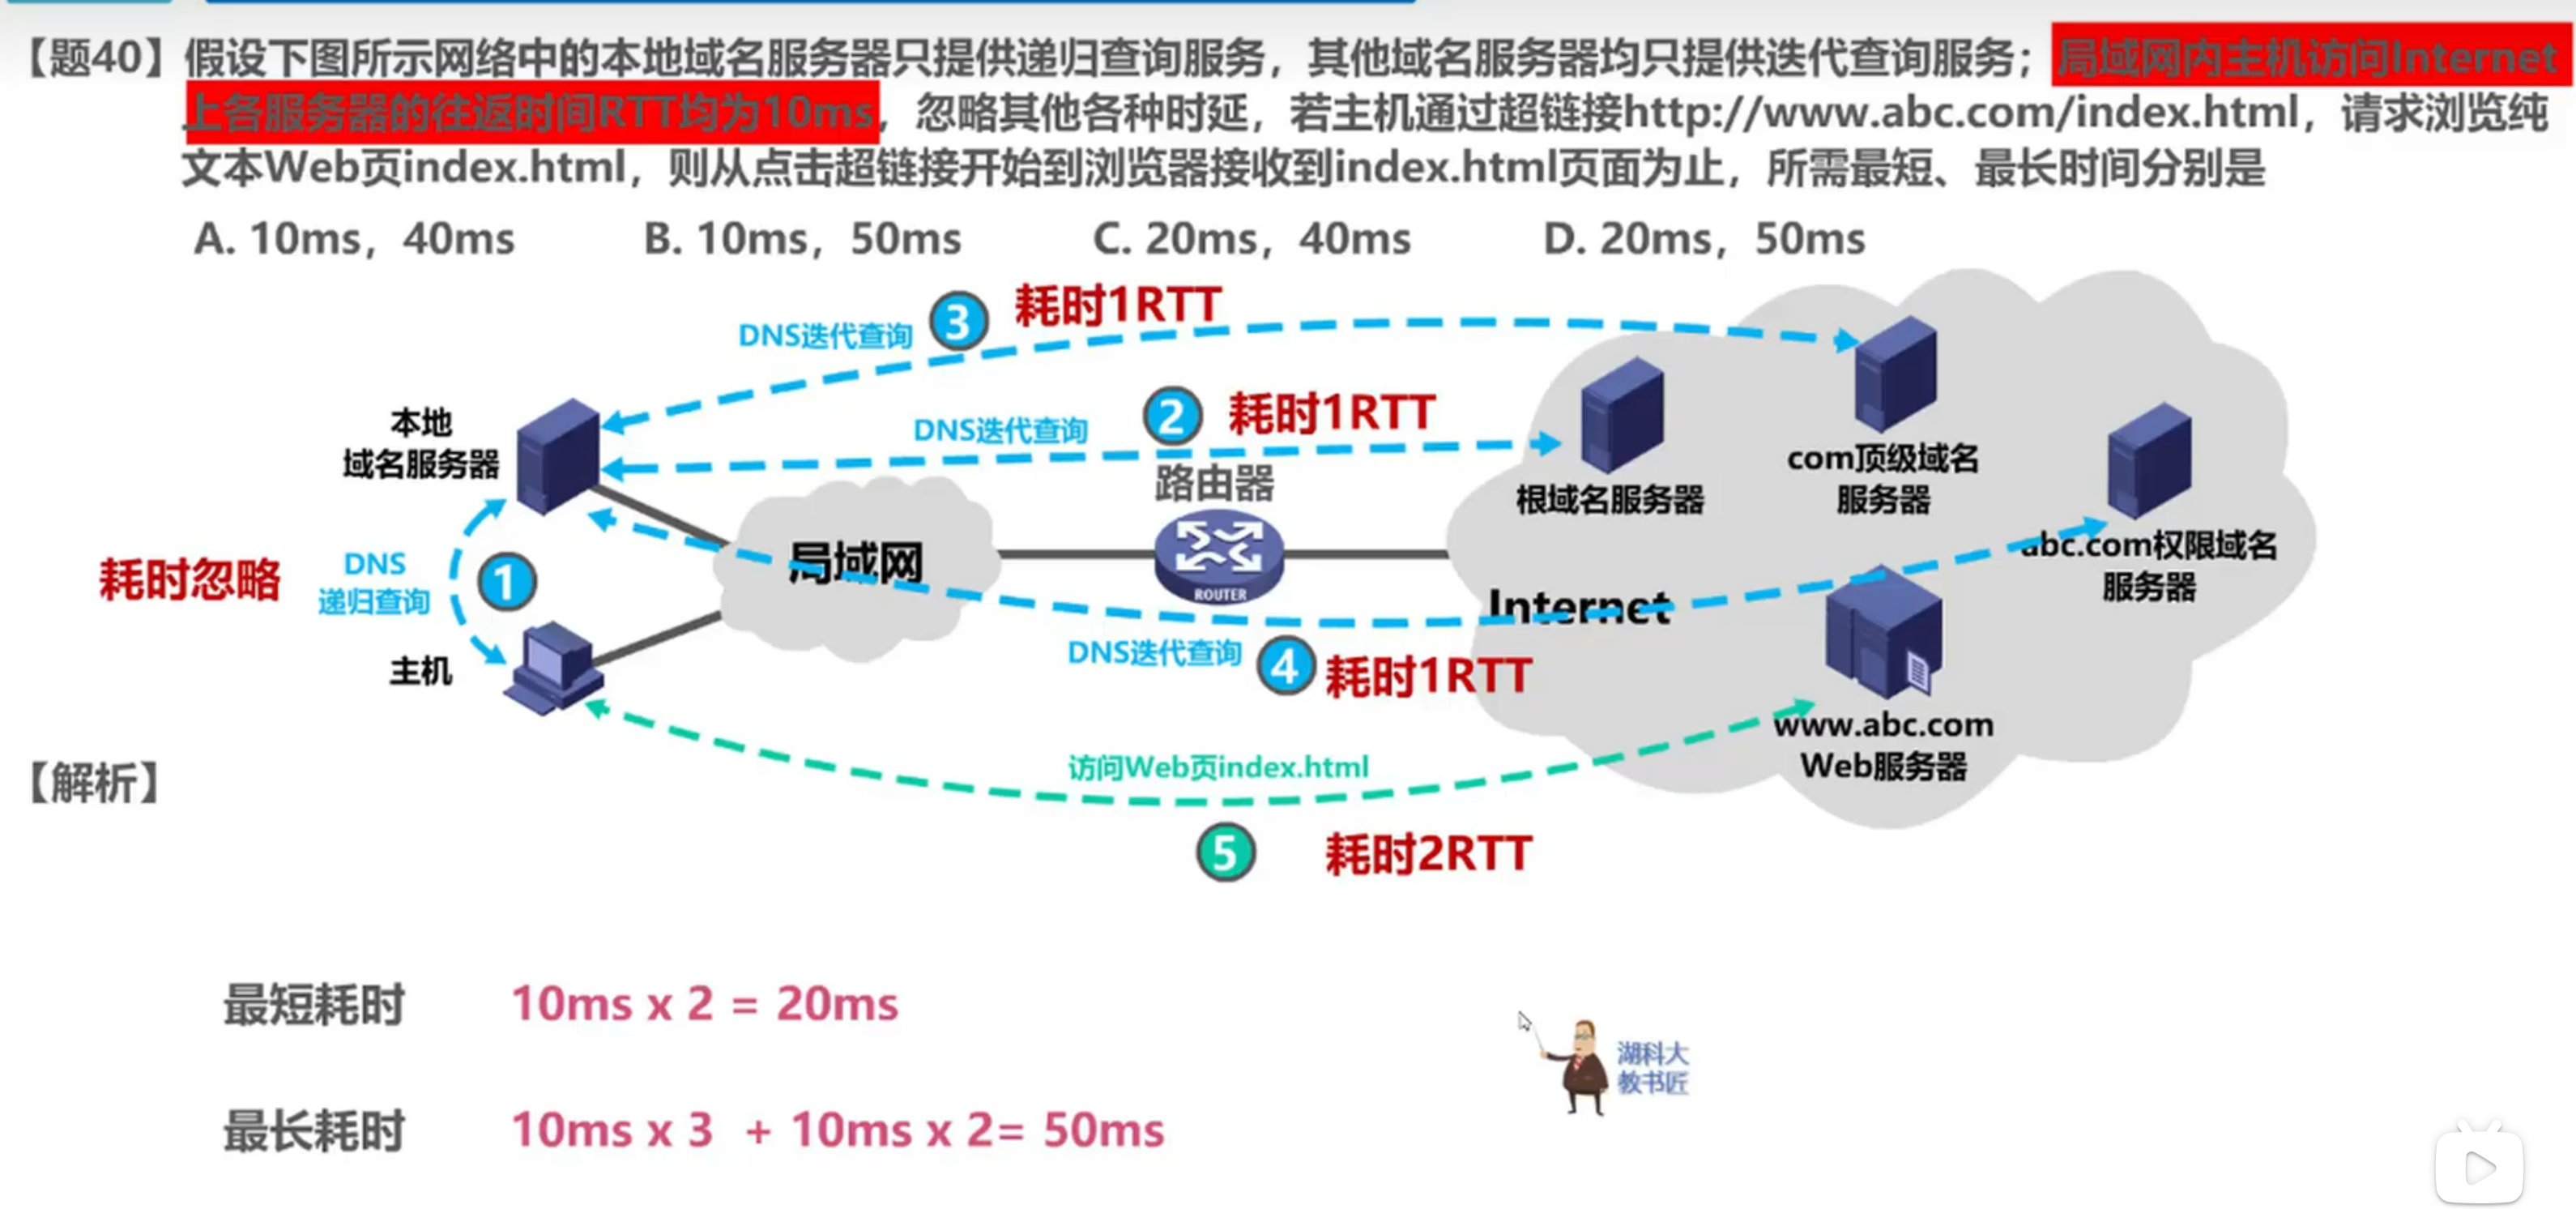 【题40】假设下图所示网络中的本地域名服务器只提供递归查询服务，其他域名服务器均只提供迭代查询服务；局域网内主机访问Internet
上各服务器的往返时间RTT均为10ms，忽略其他各种时延，若主机通过超链接http://www.abc.com/index.html，请求浏览纯
文本Web页index.html，则从点击超链接开始到浏览器接收到index.html页面为止，所需最短、最长时间分别是
A. 10ms，40ms B. 10ms，50ms C. 20ms，40ms D. 20ms，50ms
DNS迭代查询 3 耗时1RTT
DNS迭代查询 2 耗时1RTT
本地
域名服务器
路由器
根域名服务器
com顶级域名
服务器
abc.com权限域名
服务器
耗时忽略
DNS
递归查询
1
局域网
ROUTER
Internet
主机
DNS迭代查询 4 耗时1RTT
www.abc.com
Web服务器
访问Web页index.html
5 耗时2RTT
【解析】
最短耗时 10ms x 2 = 20ms
最长耗时 10ms x 3 + 10ms x 2= 50ms
湖科大
教书匠